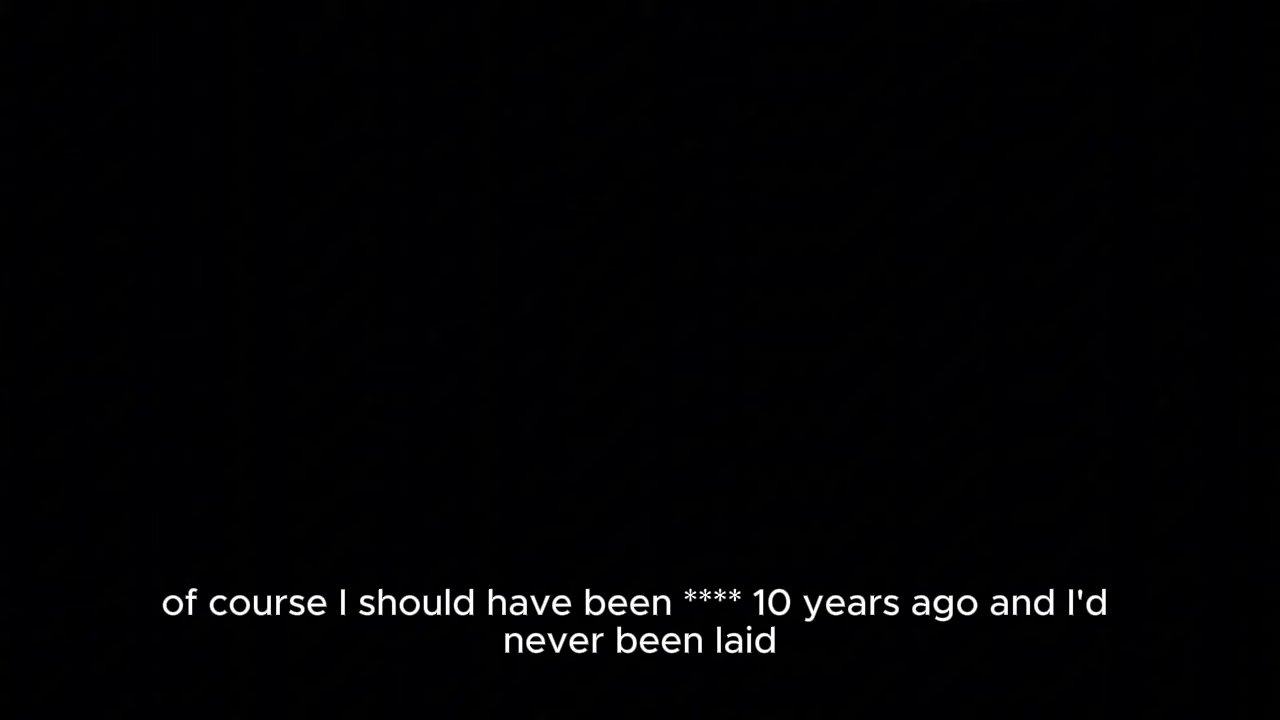 of course I should have been **** 10 years ago and I'd
never been laid